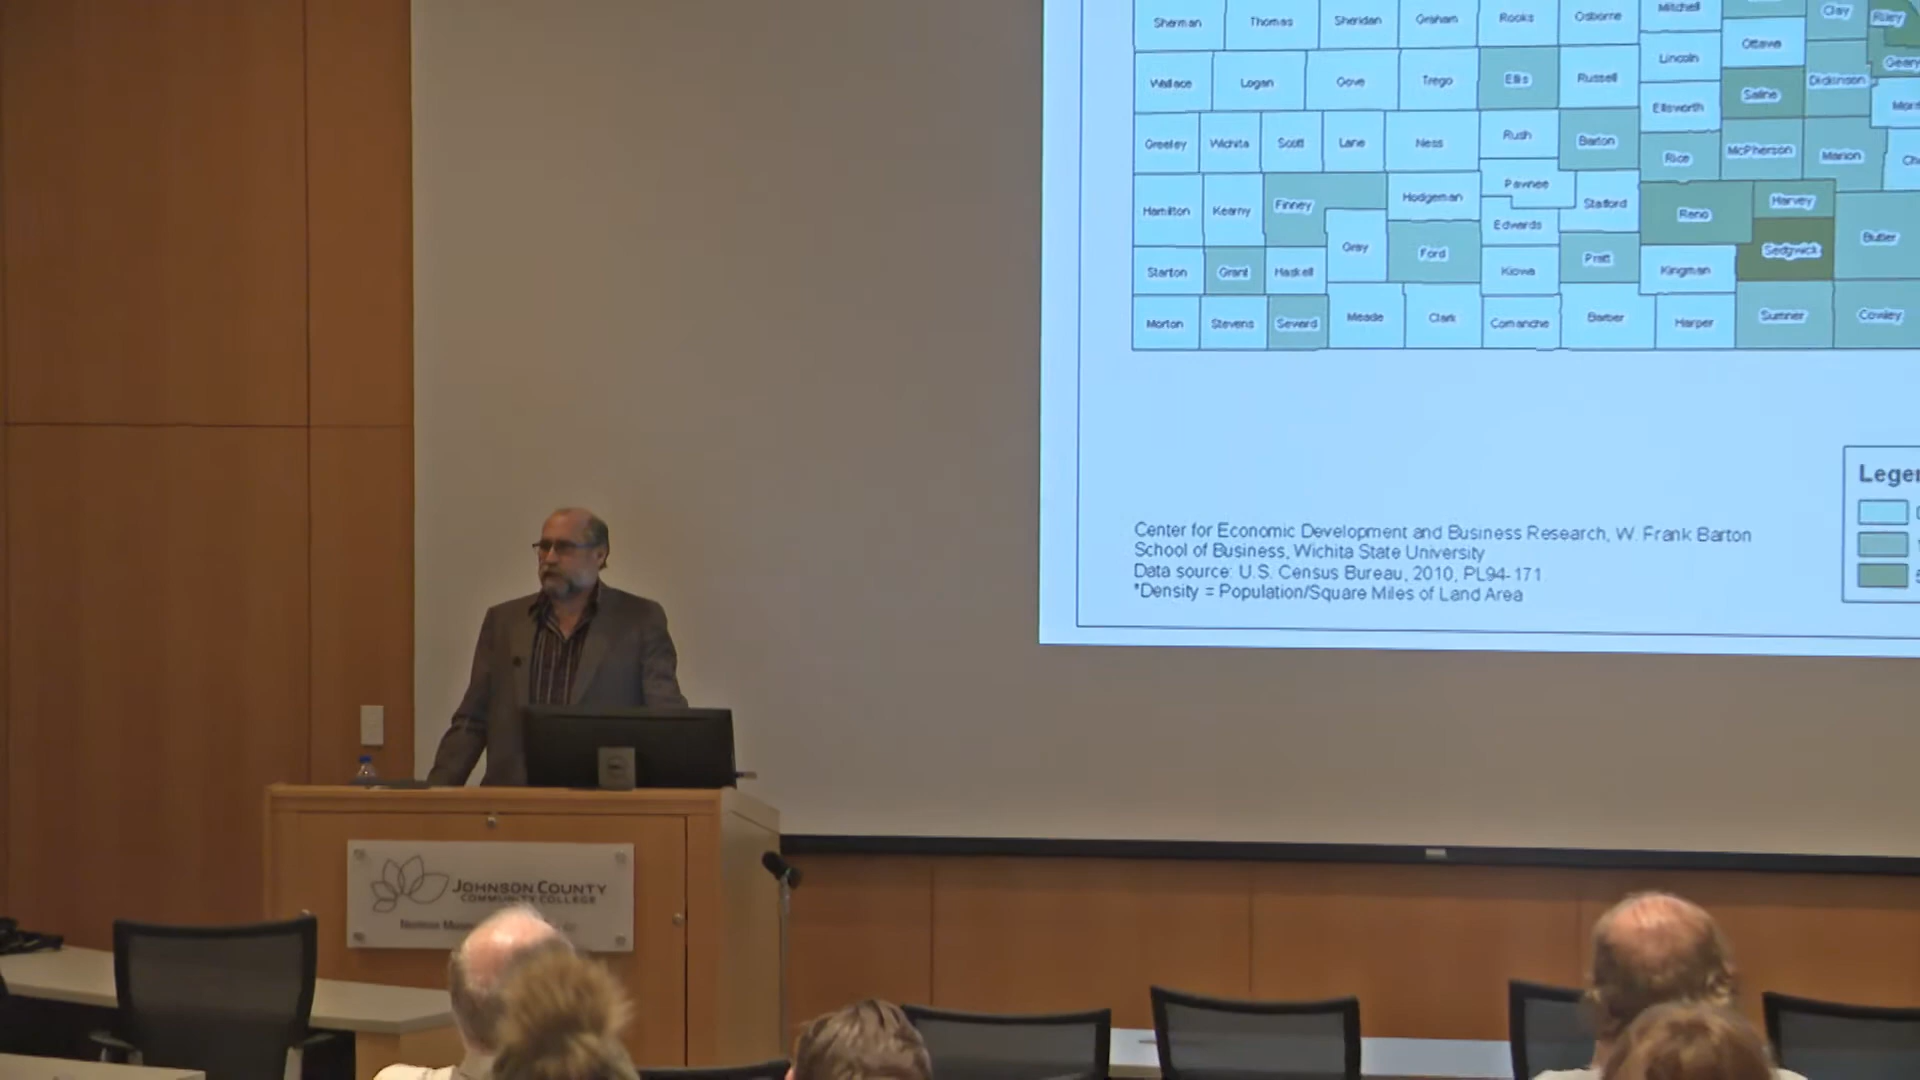 Sherman Thomas Sheridan Graham Rooks Osborne Mitchell Clay Riley
Ottawa
Wallace Logan Gove Trego Ellis Russell Lincoln Saline Dickinson Geary
Ellsworth
Greeley Wichita Scott Lane Ness Rush Barton Rice McPherson Marion
Hamilton Kearny Finney Hodgeman Pawnee Stafford Reno Harvey
Edwards
Gray Ford Pratt Sedgwick Butler
Stanton Grant Haskell Kiowa Kingman
Morton Stevens Seward Meade Clark Comanche Barber Harper Sumner Cowley
Center for Economic Development and Business Research, W. Frank Barton
School of Business, Wichita State University
Data source: U.S. Census Bureau, 2010, PL94-171
*Density = Population/Square Miles of Land Area
JOHNSON COUNTY
COMMUNITY COLLEGE